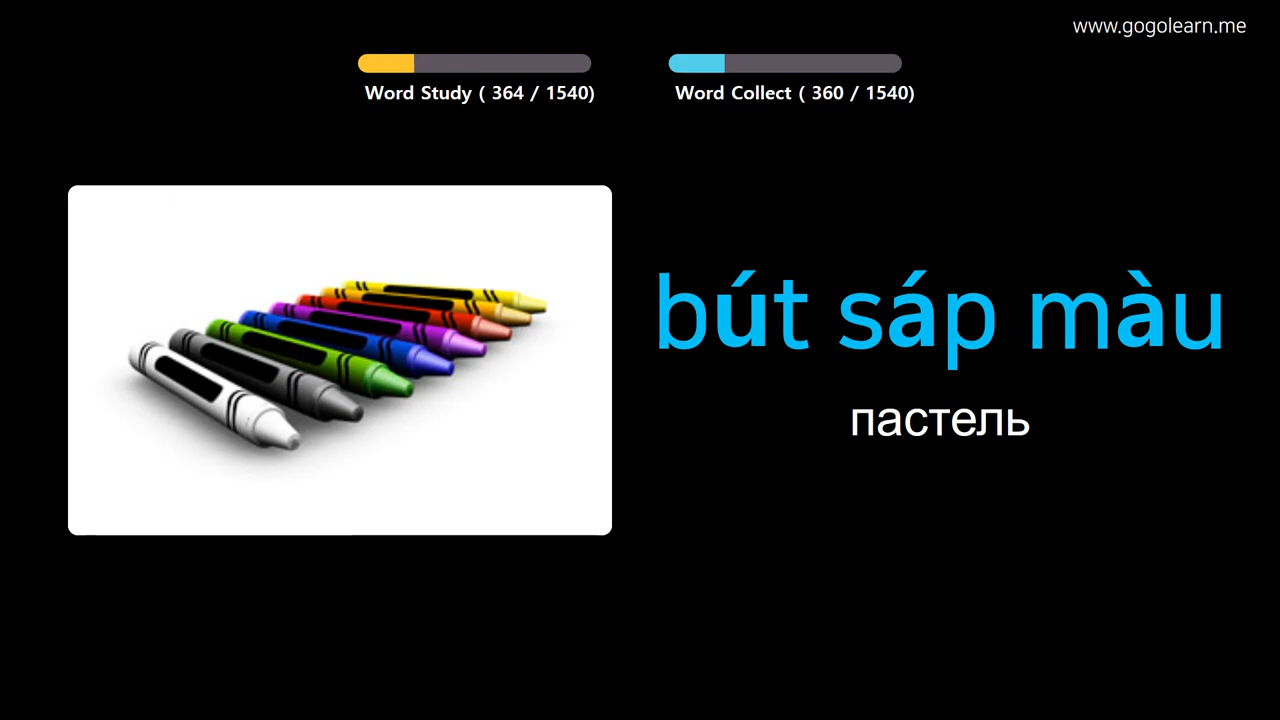 www.gogolearn.me
Word Study ( 364 / 1540)
Word Collect ( 360 / 1540)
bút sáp màu
пастель